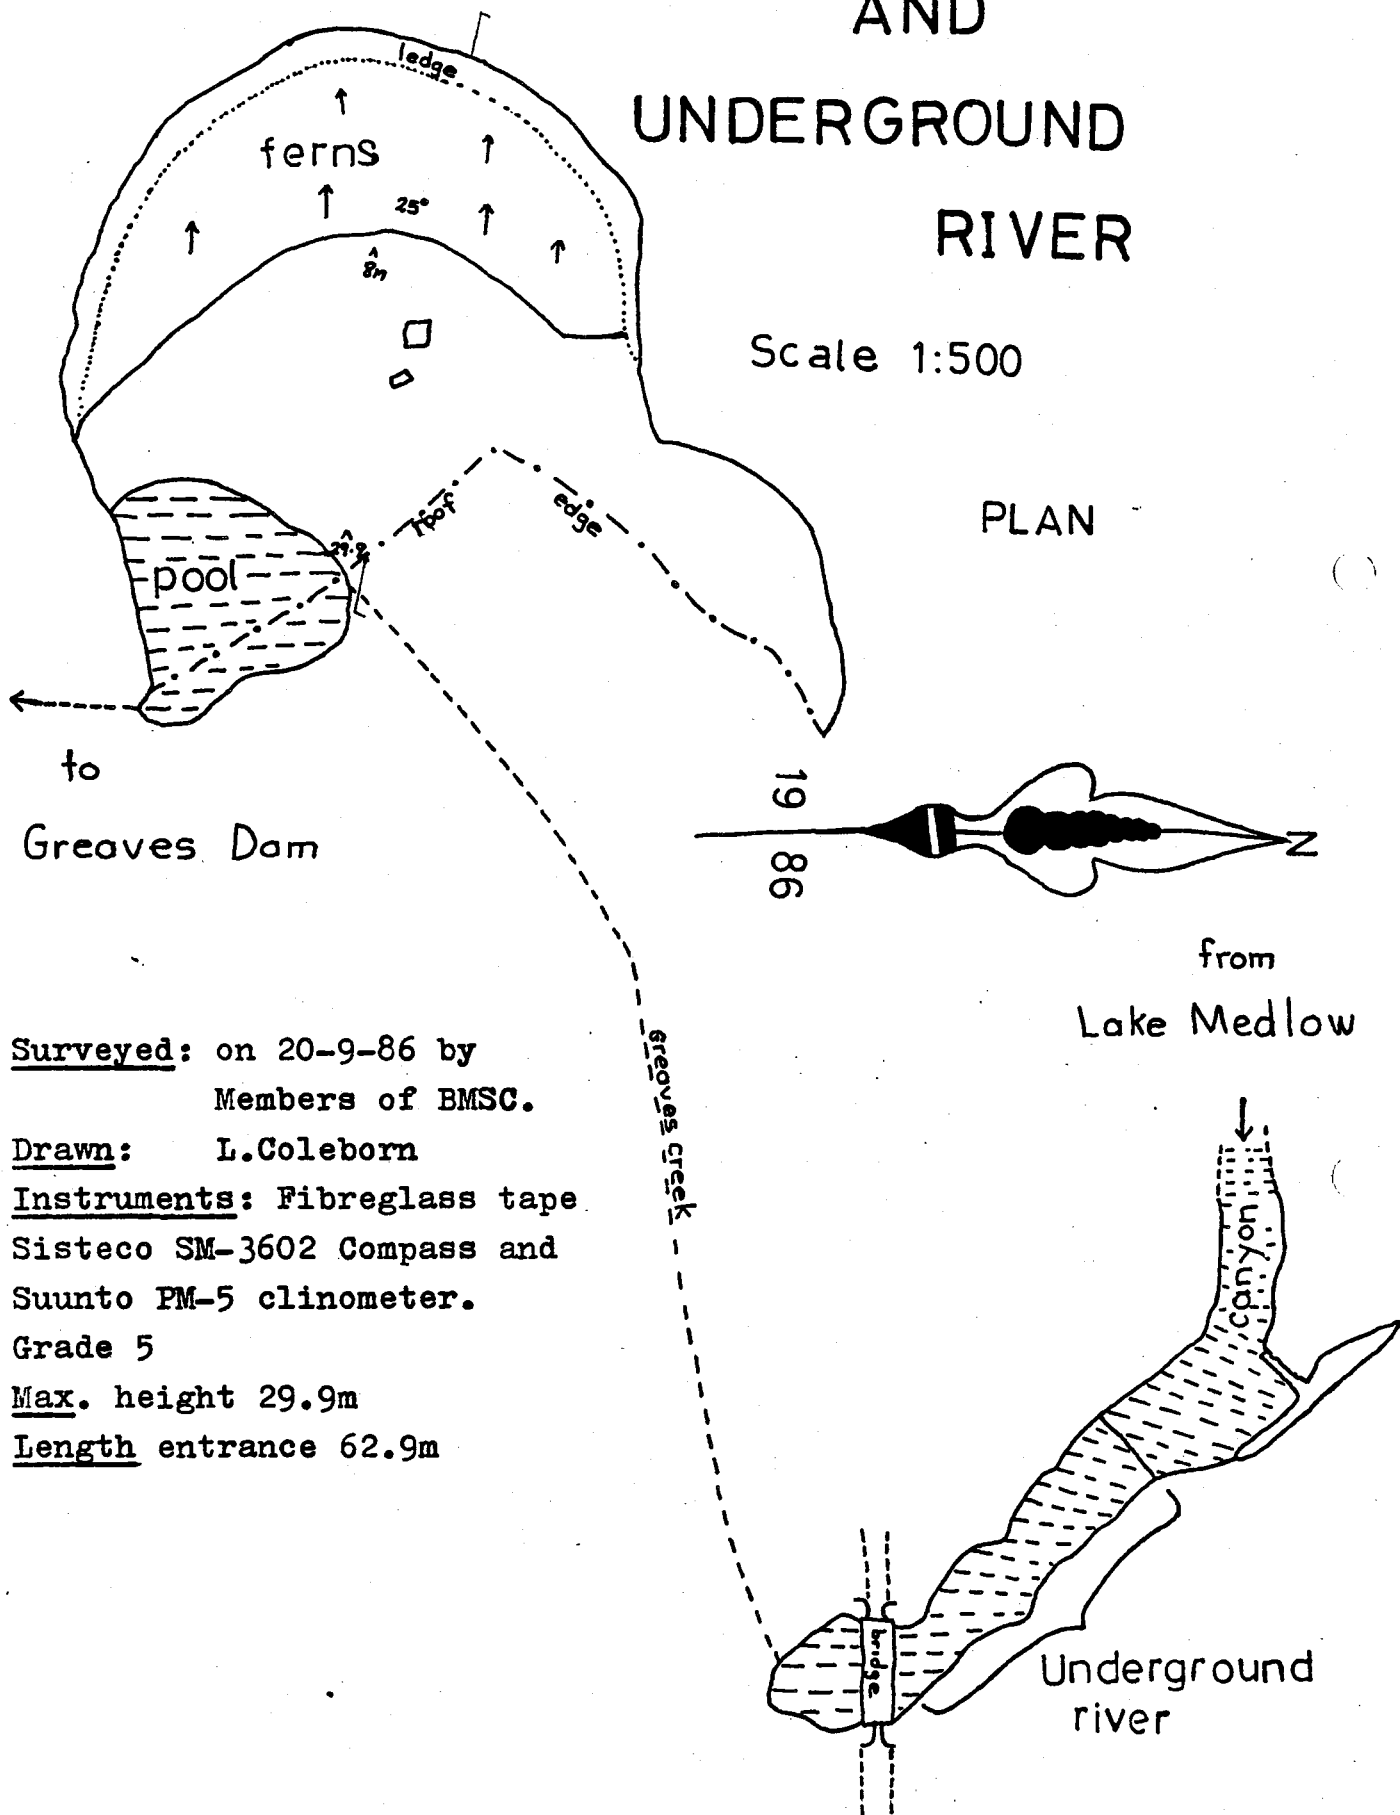 AND
UNDERGROUND
RIVER
Scale 1:500
PLAN
ledge
ferns
25°
8m
roof
edge
29.9
pool
to
Greaves Dam
19
86
N
from
Lake Medlow
Surveyed: on 20-9-86 by
Members of BMSC.
Drawn: L.Coleborn
Instruments: Fibreglass tape
Sisteco SM-3602 Compass and
Suunto PM-5 clinometer.
Grade 5
Max. height 29.9m
Length entrance 62.9m
Greaves creek
canyon
bridge
Underground
river